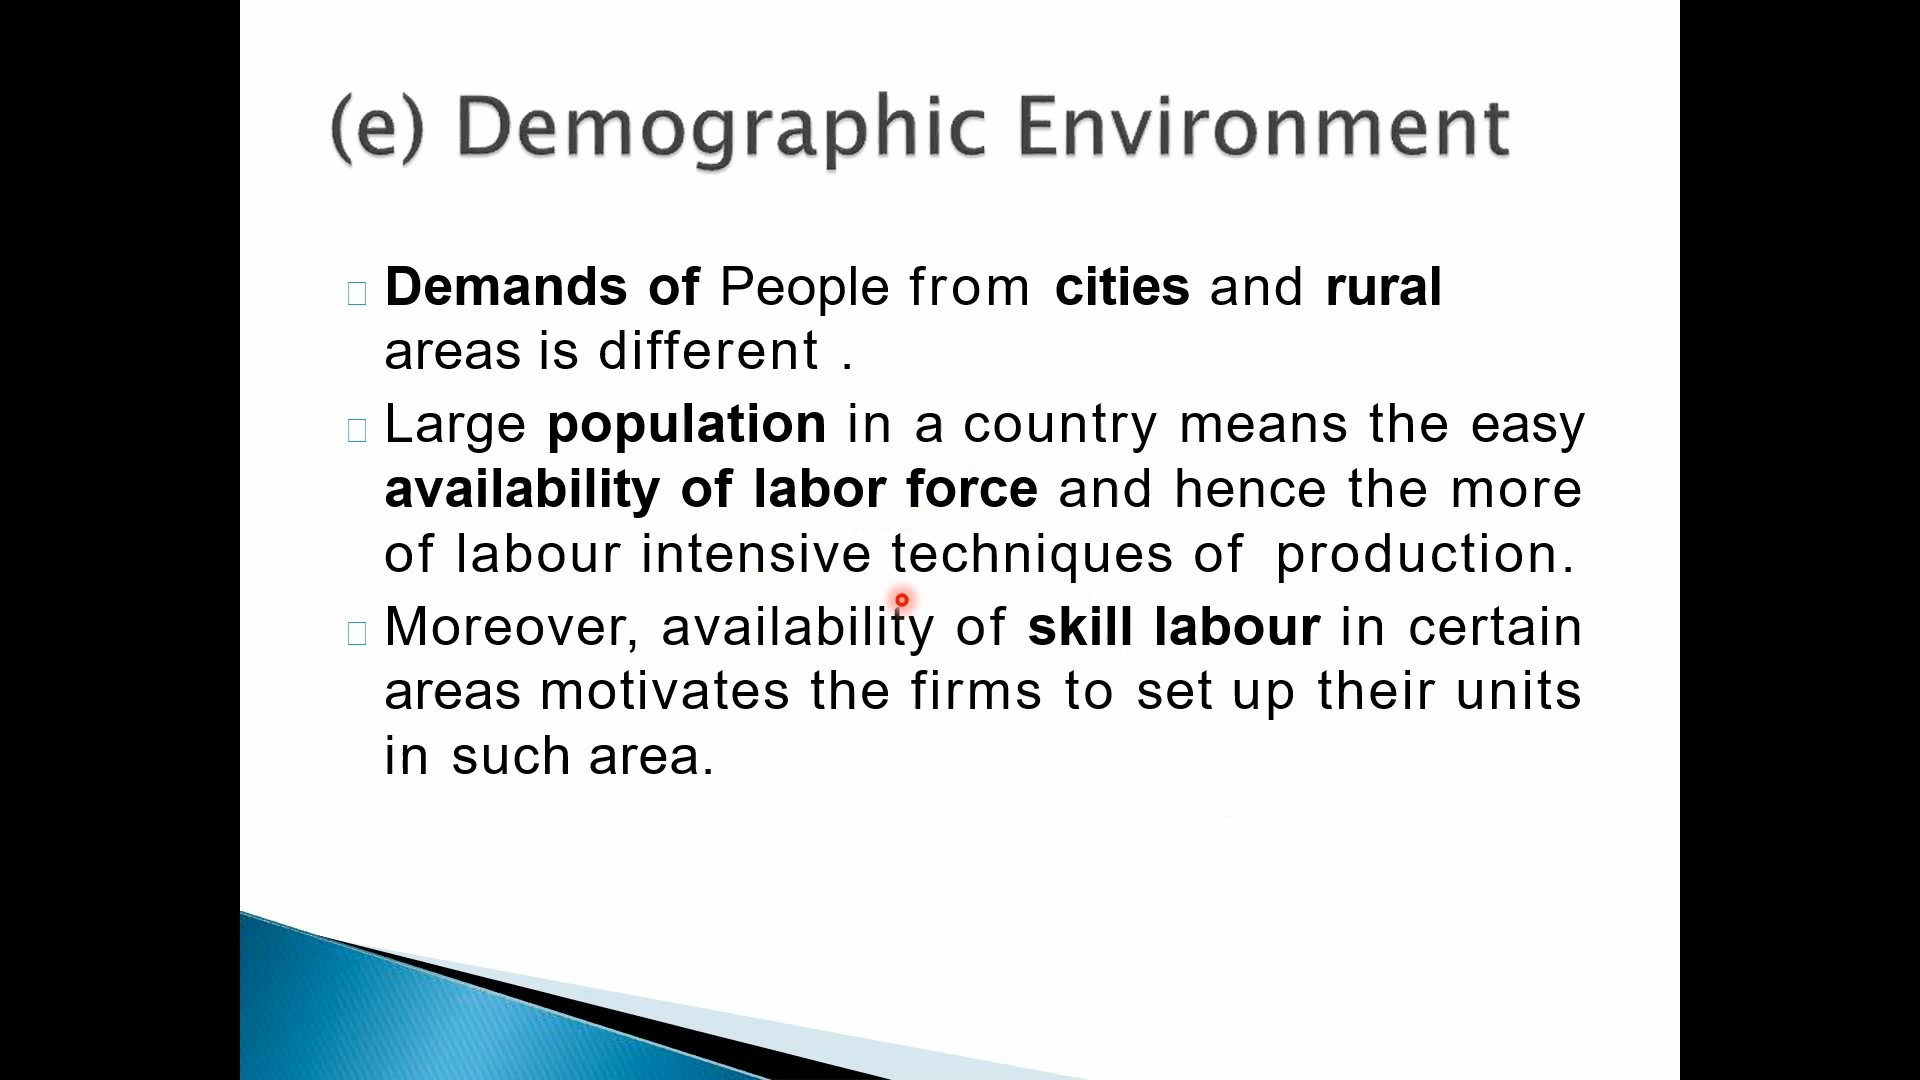 (e) Demographic Environment
Demands of People from cities and rural
areas is different .
Large population in a country means the easy
availability of labor force and hence the more
of labour intensive techniques of production.
Moreover, availability of skill labour in certain
areas motivates the firms to set up their units
in such area.